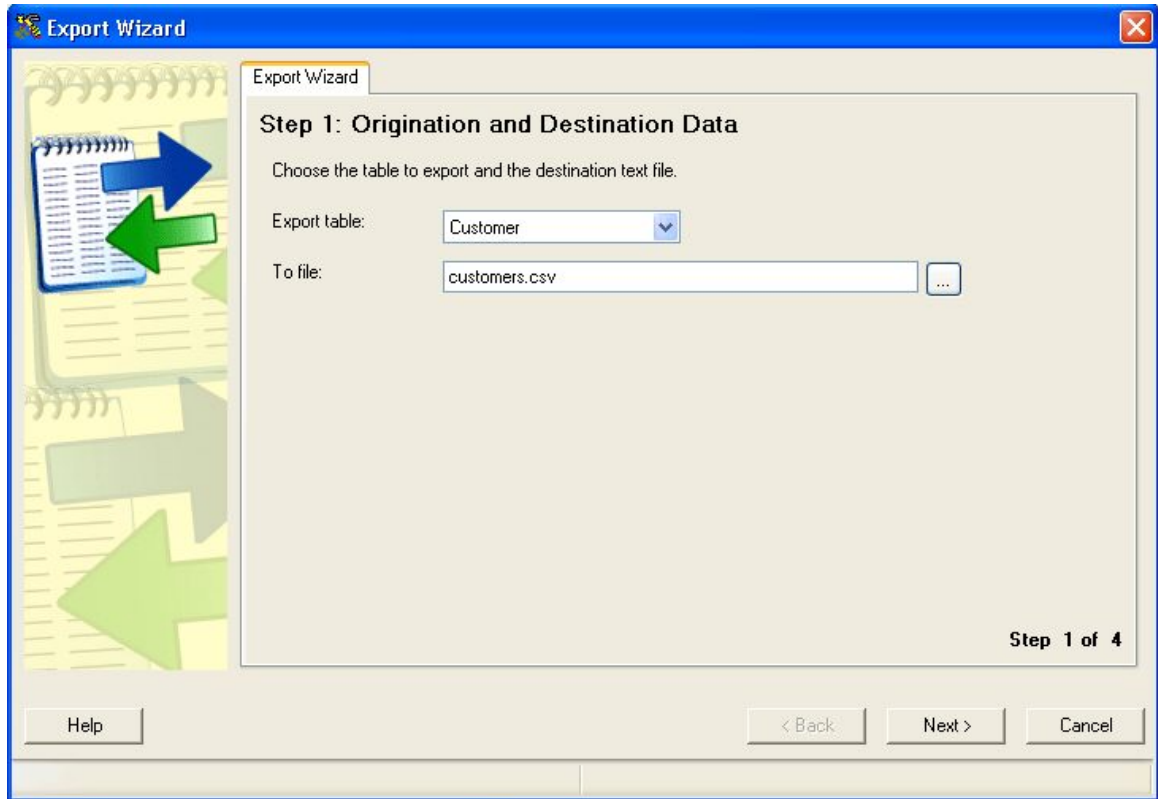 Export Wizard
Export Wizard
Step 1: Origination and Destination Data
Choose the table to export and the destination text file.
Export table: Customer
To file: customers.csv ...
Step 1 of 4
Help < Back Next > Cancel